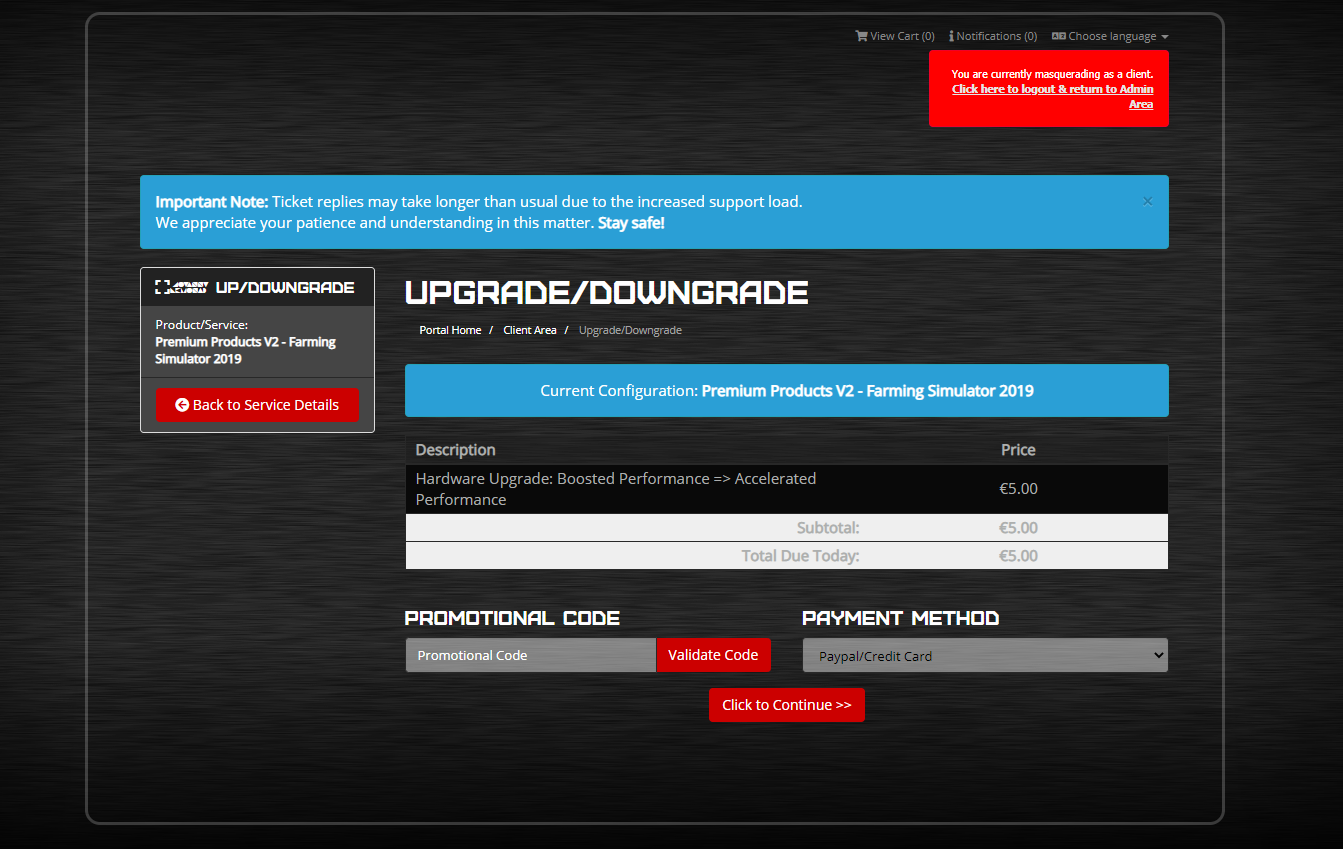 View Cart (0) Notifications (0) Choose language
You are currently masquerading as a client.
Click here to logout & return to Admin
Area
Important Note: Ticket replies may take longer than usual due to the increased support load. ×
We appreciate your patience and understanding in this matter. Stay safe!
UP/DOWNGRADE
Product/Service:
Premium Products V2 - Farming
Simulator 2019
Back to Service Details
UPGRADE/DOWNGRADE
Portal Home / Client Area / Upgrade/Downgrade
Current Configuration: Premium Products V2 - Farming Simulator 2019
Description Price
Hardware Upgrade: Boosted Performance => Accelerated
Performance
€5.00
Subtotal: €5.00
Total Due Today: €5.00
PROMOTIONAL CODE
Promotional Code Validate Code
PAYMENT METHOD
Paypal/Credit Card
Click to Continue >>